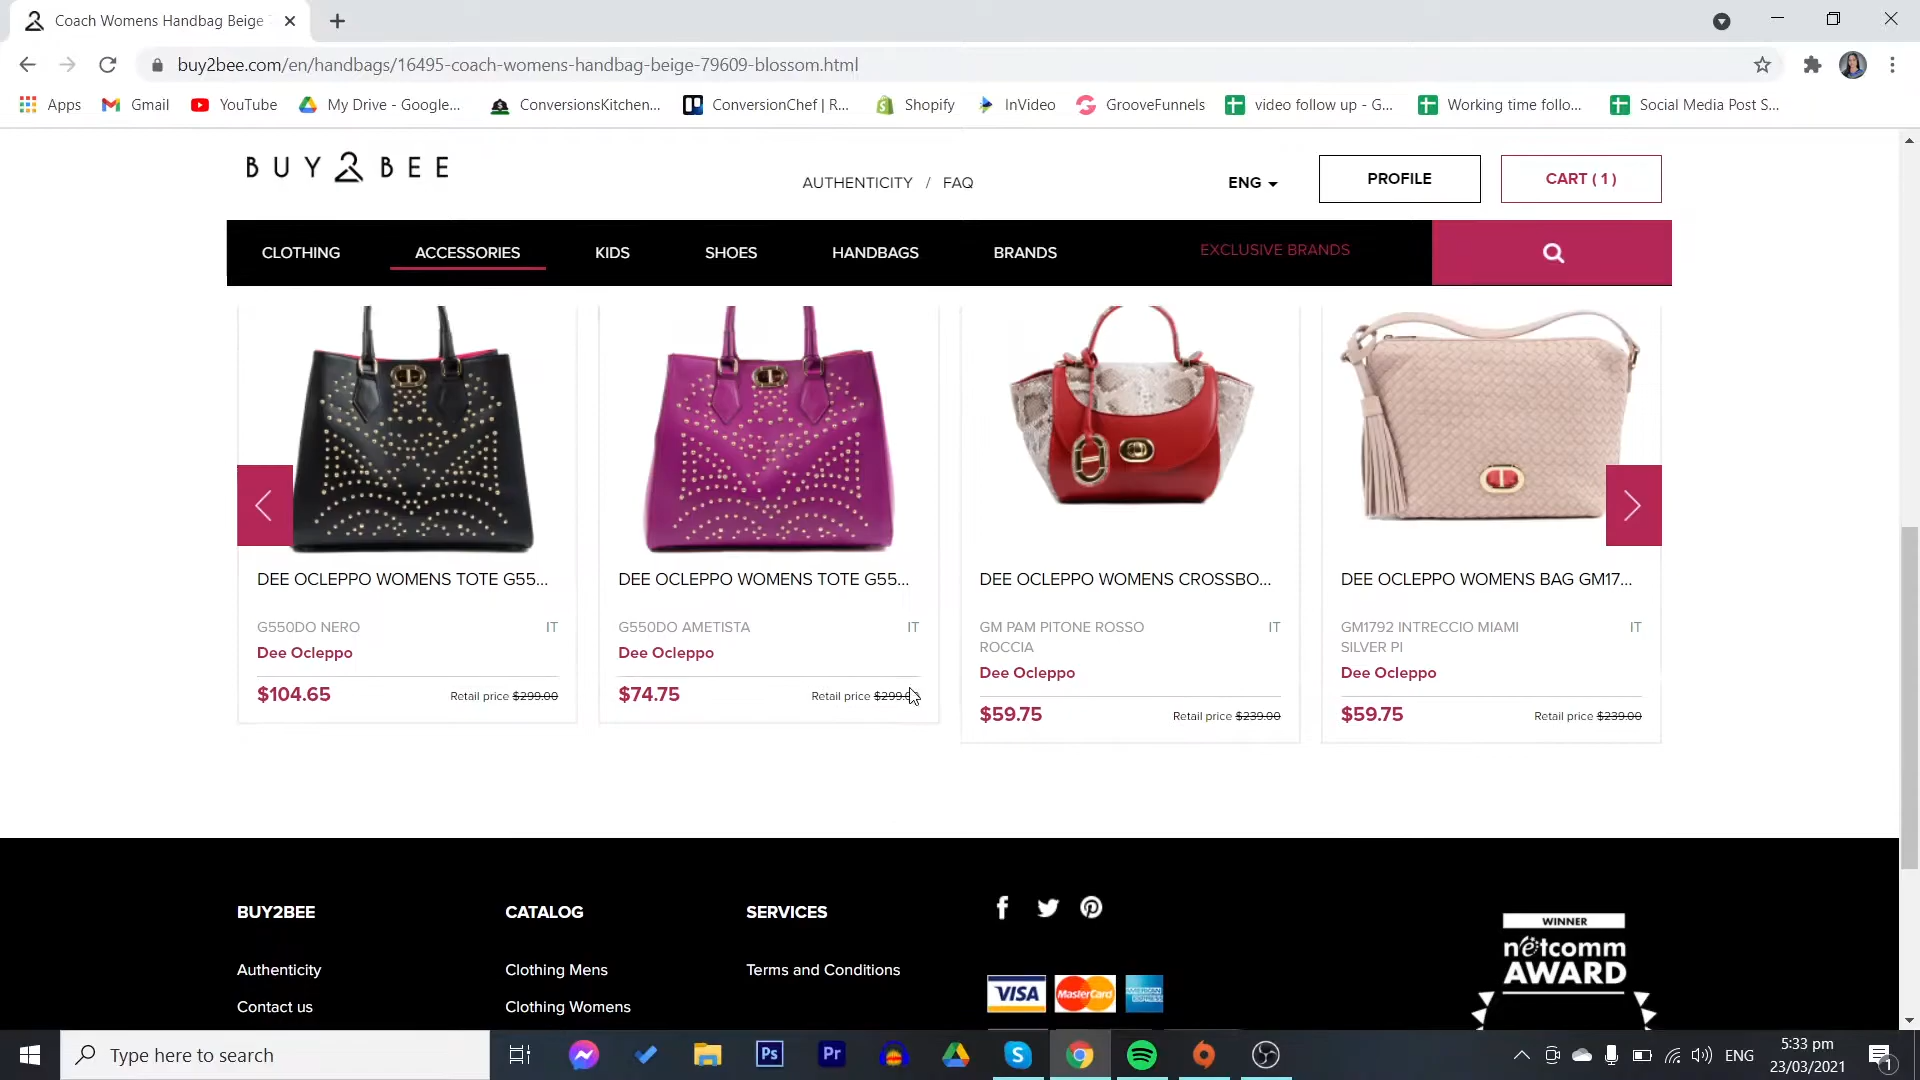 Coach Womens Handbag Beige
buy2bee.com/en/handbags/16495-coach-womens-handbag-beige-79609-blossom.html
Apps Gmail YouTube My Drive - Google... ConversionsKitchen... ConversionChef | R... Shopify InVideo GrooveFunnels video follow up - G... Working time follo... Social Media Post S...
BUY2BEE
AUTHENTICITY / FAQ
ENG
PROFILE
CART ( 1 )
CLOTHING ACCESSORIES KIDS SHOES HANDBAGS BRANDS EXCLUSIVE BRANDS
DEE OCLEPPO WOMENS TOTE G55...
G550DO NERO IT
Dee Ocleppo
$104.65 Retail price $299.00
DEE OCLEPPO WOMENS TOTE G55...
G550DO AMETISTA IT
Dee Ocleppo
$74.75 Retail price
DEE OCLEPPO WOMENS CROSSBO...
GM PAM PITONE ROSSO IT
ROCCIA
Dee Ocleppo
$59.75 Retail price $239.00
DEE OCLEPPO WOMENS BAG GM17...
GM1792 INTRECCIO MIAMI IT
SILVER PI
Dee Ocleppo
$59.75 Retail price $239.00
BUY2BEE
Authenticity
Contact us
CATALOG
Clothing Mens
Clothing Womens
SERVICES
Terms and Conditions
VISA MasterCard
WINNER
netcomm
AWARD
Type here to search
Ps Pr
ENG
5:33 pm
23/03/2021
1